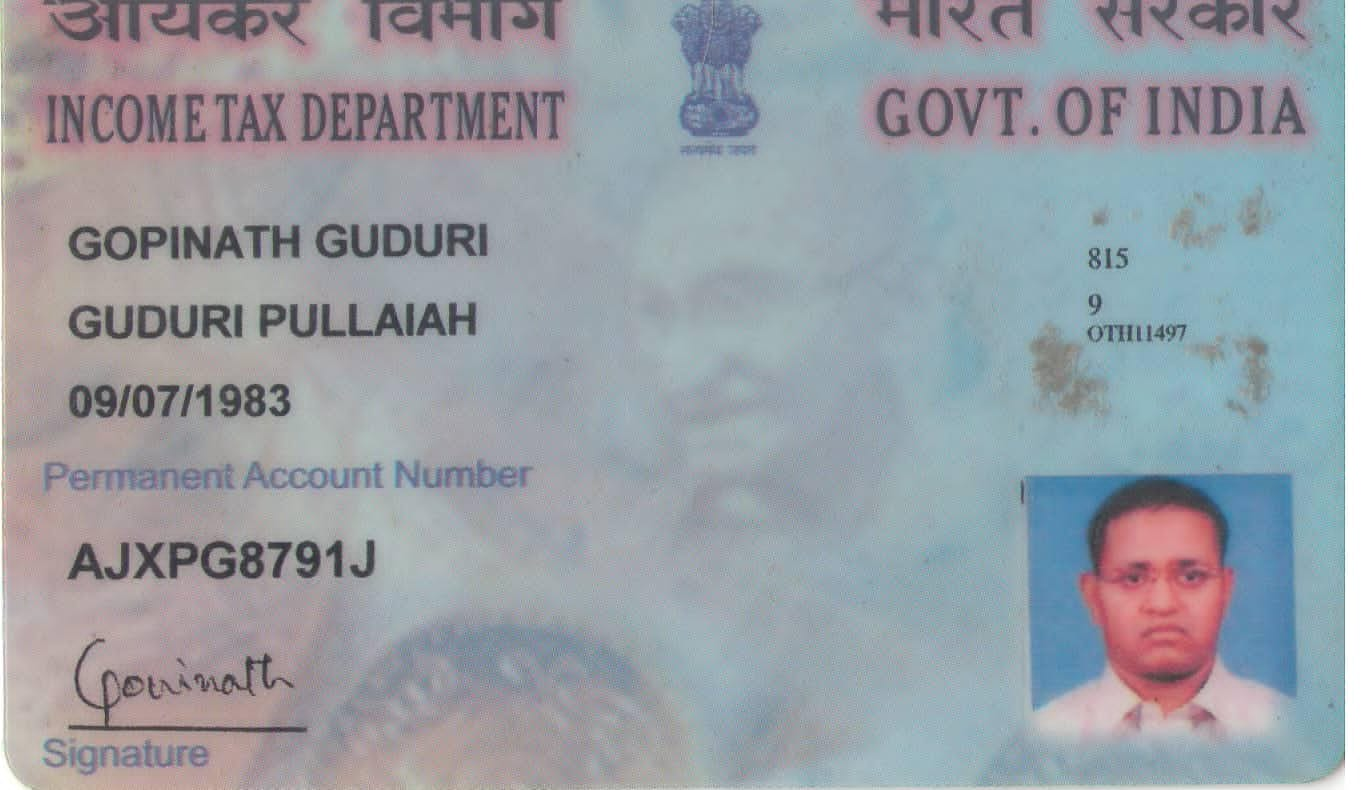 आयकर विभाग
भारत सरकार
INCOME TAX DEPARTMENT
GOVT. OF INDIA
सत्यमेव जयते
GOPINATH GUDURI
GUDURI PULLAIAH
09/07/1983
815
9
OTH11497
Permanent Account Number
AJXPG8791J
Gopinath
Signature